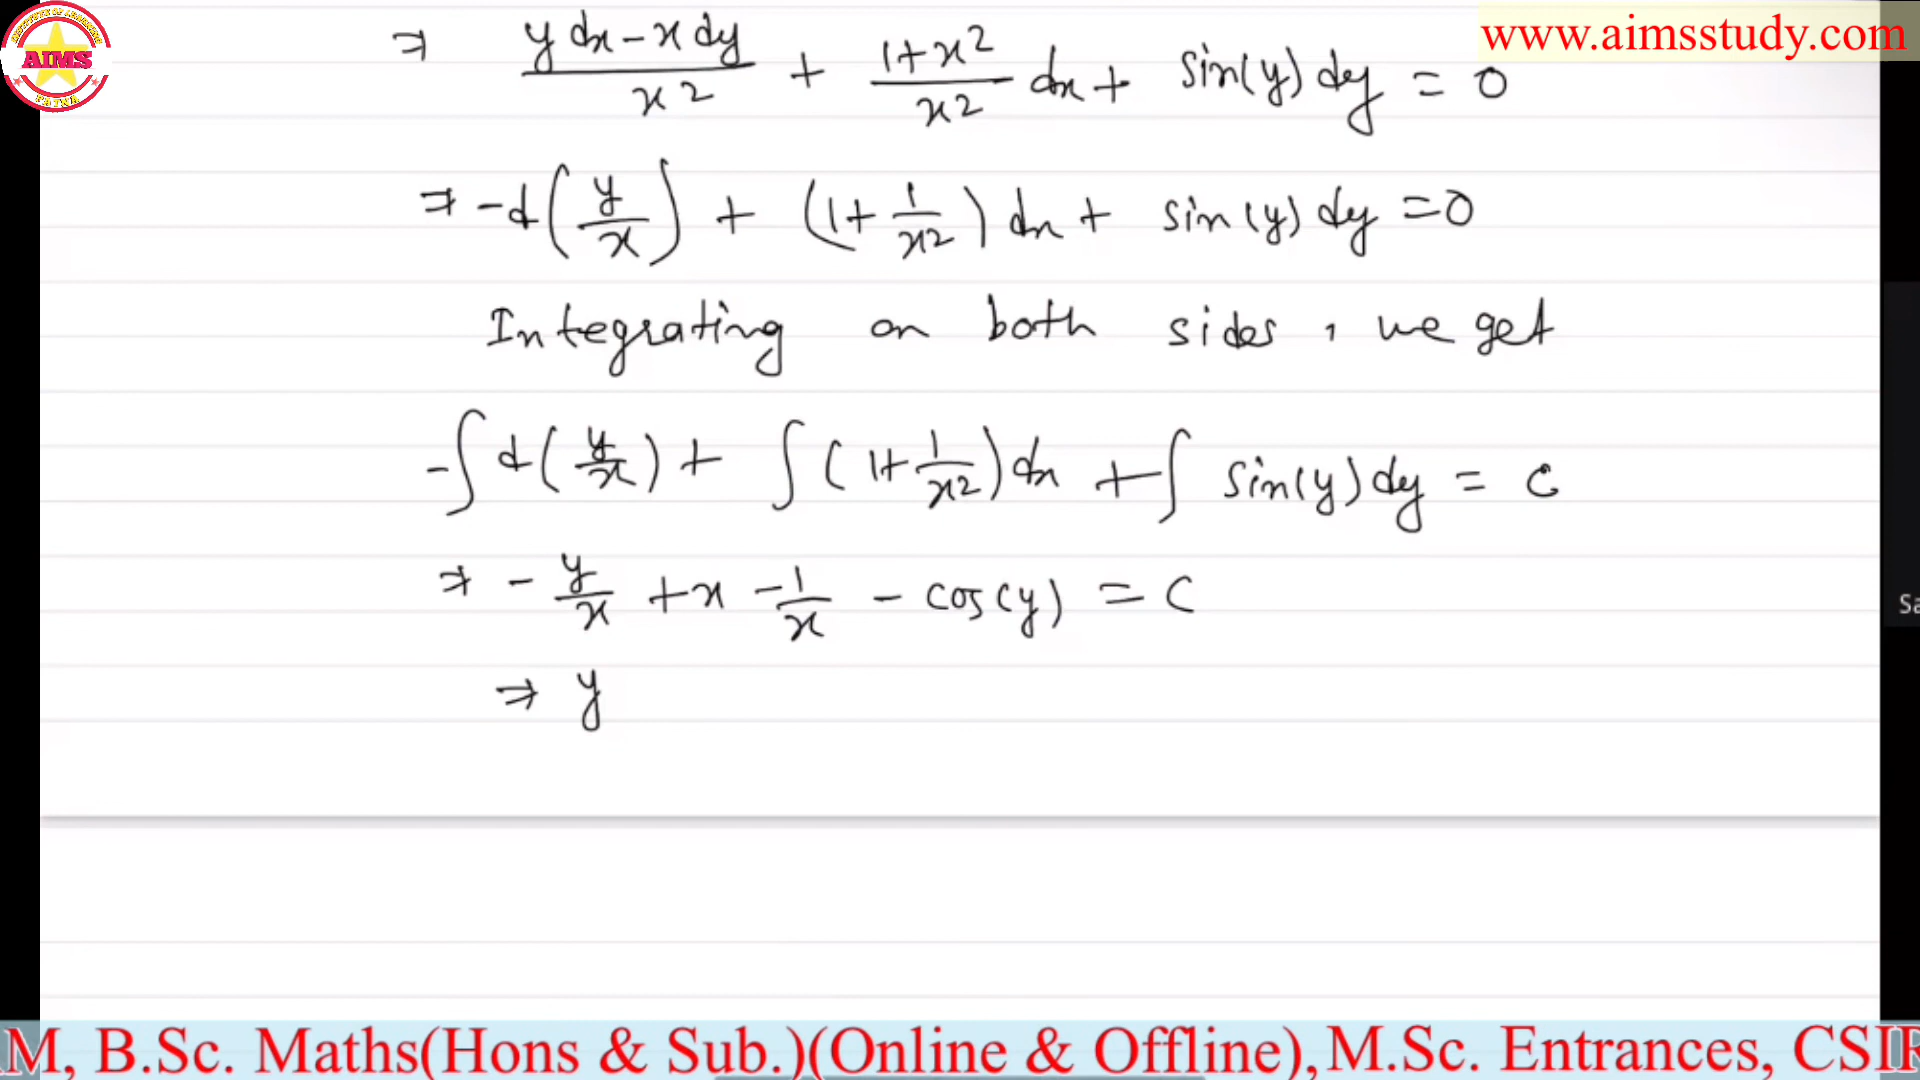 www.aimsstudy.com
AIMS
PATNA
⇒ (y dx - x dy)/x² + (1+x²)/x² dx + sin(y) dy = 0
⇒ -d(y/x) + (1+1/x²) dx + sin(y) dy = 0
Integrating on both sides, we get
-∫d(y/x) + ∫(1+1/x²)dx + ∫ sin(y) dy = c
⇒ - y/x + x - 1/x - cos(y) = c
⇒ y
Sa
M, B.Sc. Maths(Hons & Sub.)(Online & Offline), M.Sc. Entrances, CSIR